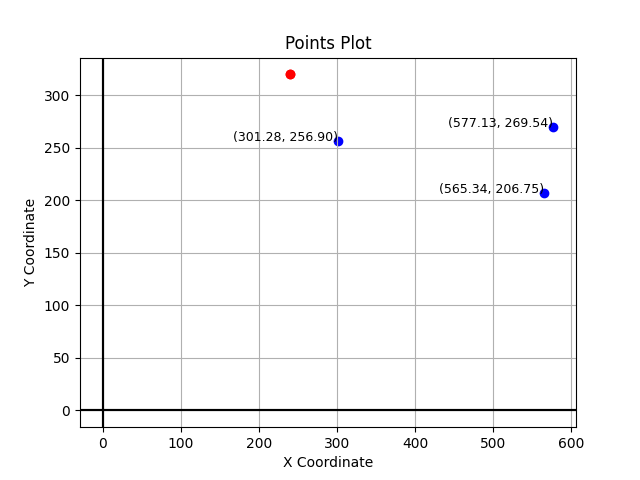 Points Plot
300
(577.13, 269.54)
(301.28, 256.90)
250
(565.34, 206.75)
200
150
100
50
0
0 100 200 300 400 500 600
X Coordinate
Y Coordinate